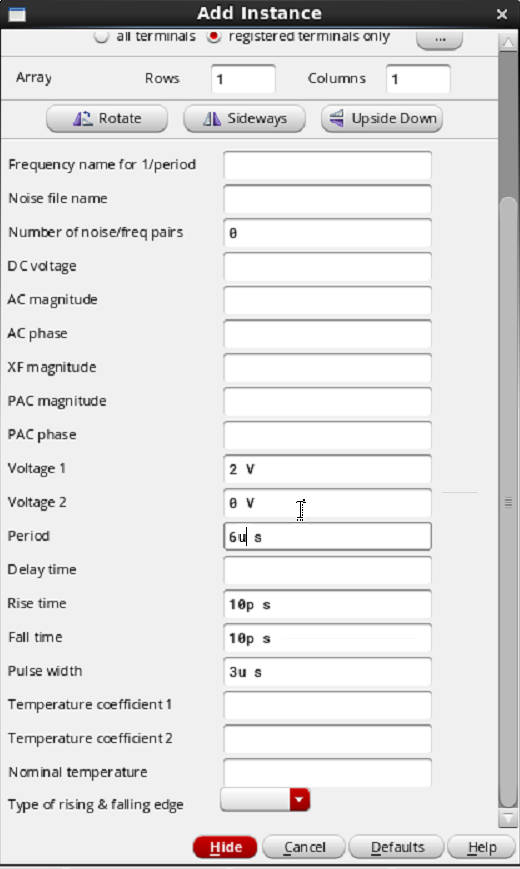 Add Instance
all terminals registered terminals only ...
Array Rows 1 Columns 1
Rotate Sideways Upside Down
Frequency name for 1/period
Noise file name
Number of noise/freq pairs 0
DC voltage
AC magnitude
AC phase
XF magnitude
PAC magnitude
PAC phase
Voltage 1 2 V
Voltage 2 0 V
Period 6u s
Delay time
Rise time 10p s
Fall time 10p s
Pulse width 3u s
Temperature coefficient 1
Temperature coefficient 2
Nominal temperature
Type of rising & falling edge
Hide Cancel Defaults Help